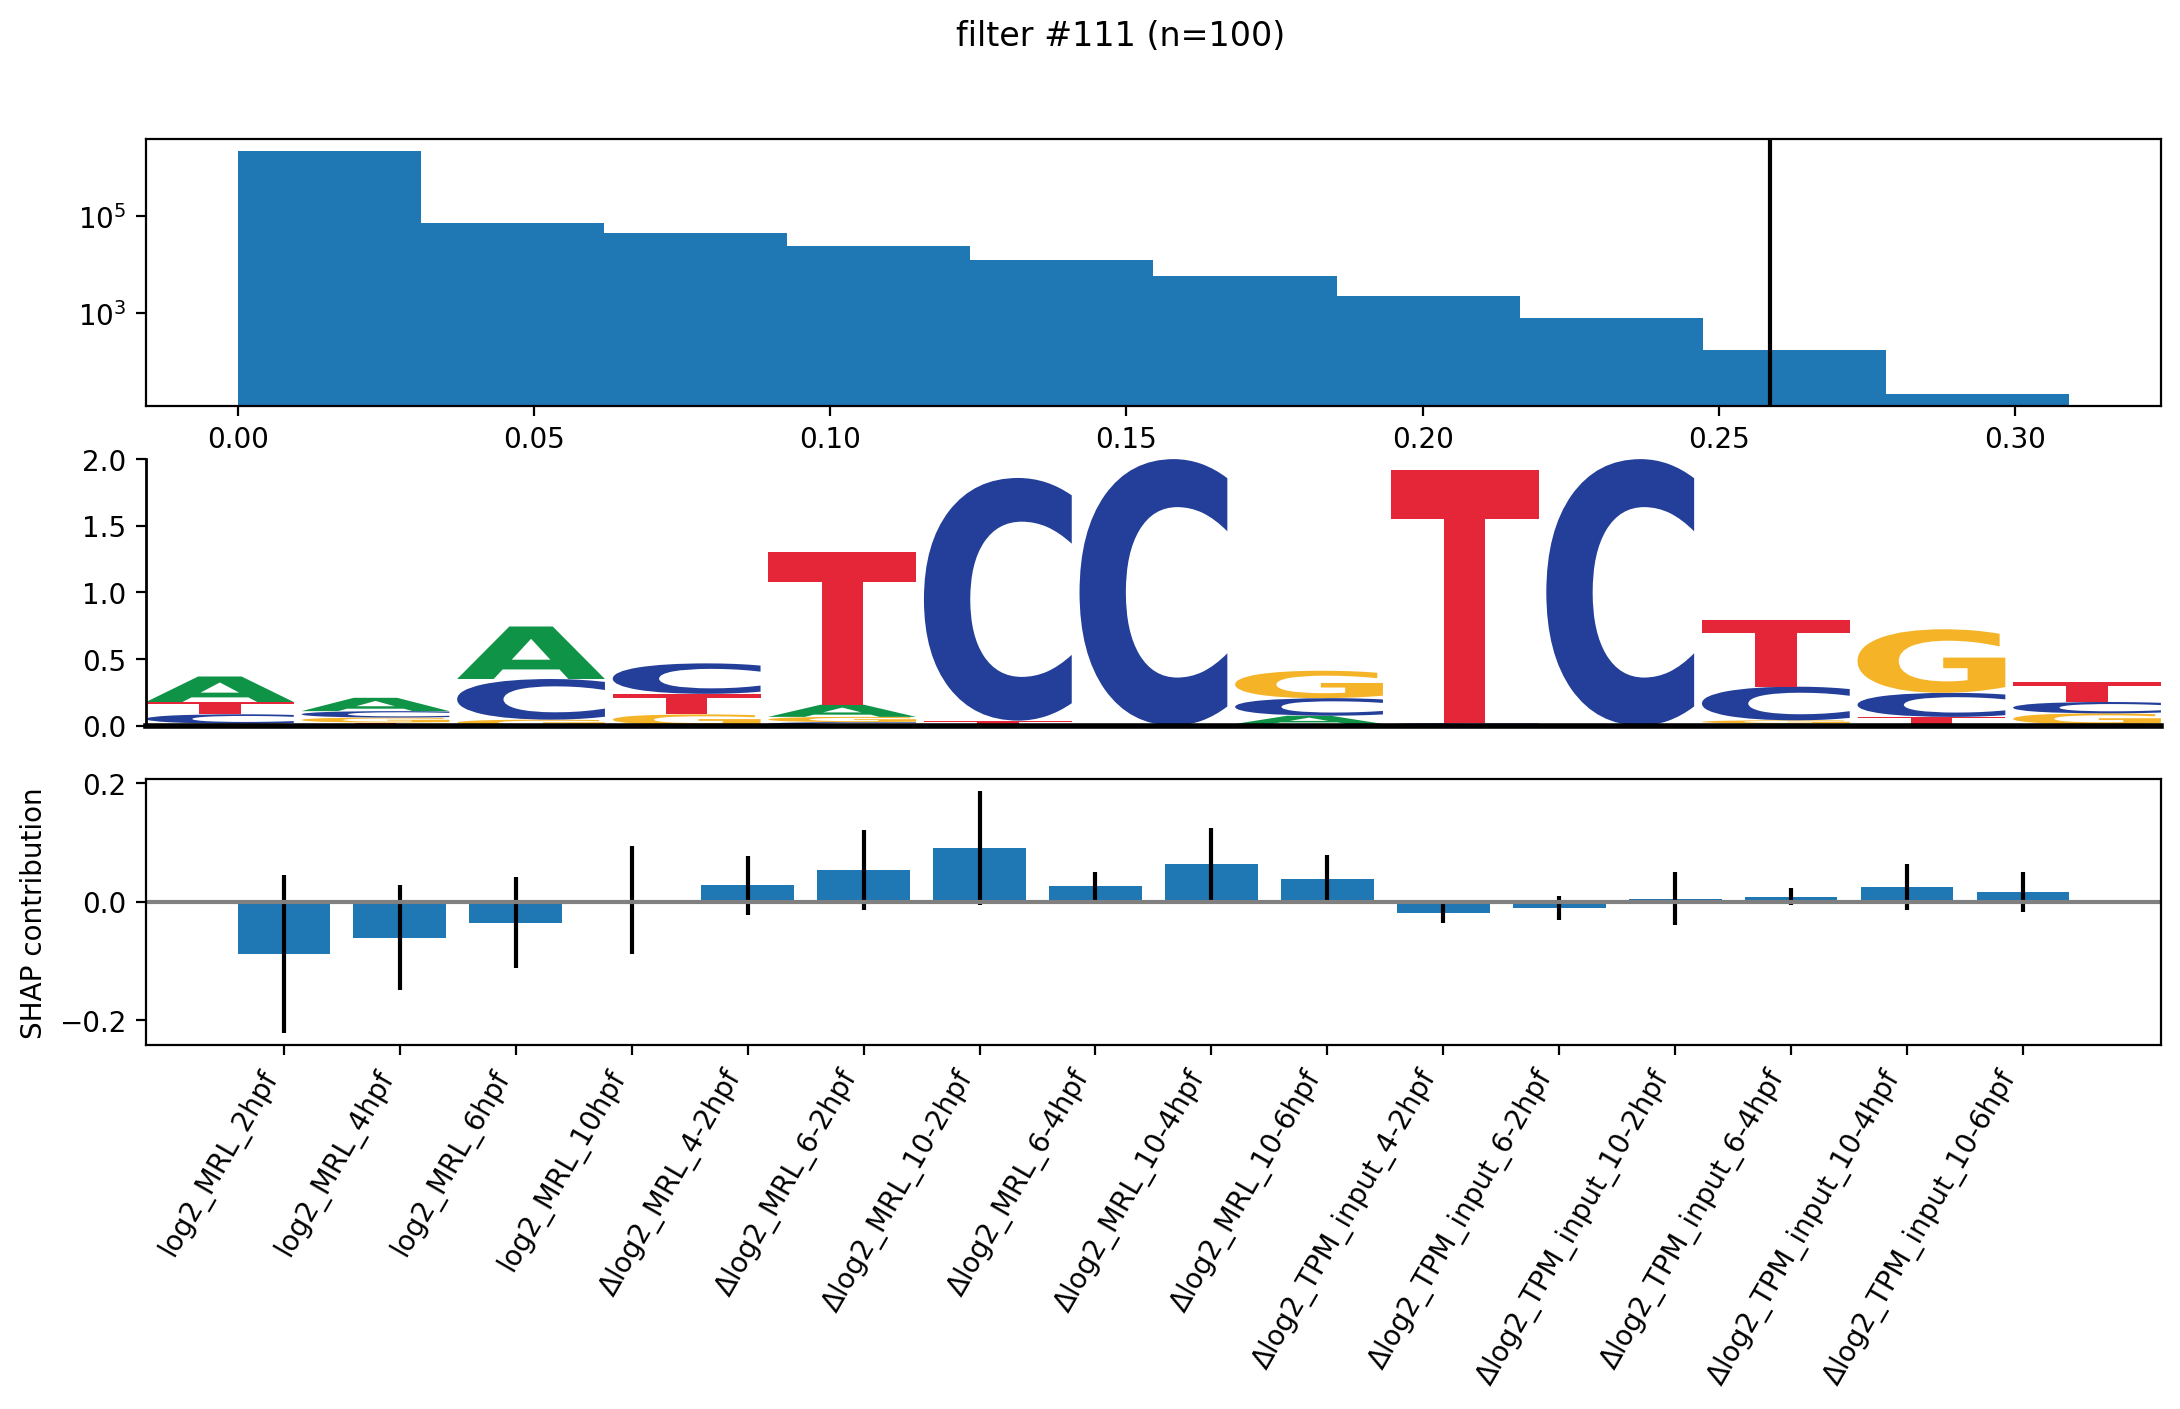 filter #111 (n=100)
10^5
10^3
0.00 0.05 0.10 0.15 0.20 0.25 0.30
2.0
1.5
1.0
0.5
0.0
A T C
A C G
A C G
C T G
T A G C
C T
C
G C A
T
C
T C G
G C T
T C G
SHAP contribution
0.2
0.0
−0.2
log2_MRL_2hpf
log2_MRL_4hpf
log2_MRL_6hpf
log2_MRL_10hpf
Δlog2_MRL_4-2hpf
Δlog2_MRL_6-2hpf
Δlog2_MRL_10-2hpf
Δlog2_MRL_6-4hpf
Δlog2_MRL_10-4hpf
Δlog2_MRL_10-6hpf
Δlog2_TPM_input_4-2hpf
Δlog2_TPM_input_6-2hpf
Δlog2_TPM_input_10-2hpf
Δlog2_TPM_input_6-4hpf
Δlog2_TPM_input_10-4hpf
Δlog2_TPM_input_10-6hpf